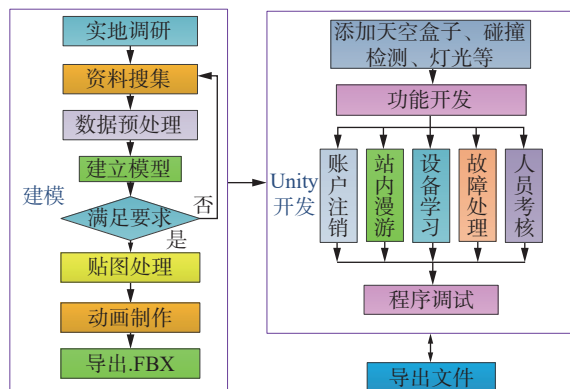 实地调研
资料搜集
数据预处理
建立模型
建模
满足要求
否
是
贴图处理
动画制作
导出.FBX
添加天空盒子、碰撞
检测、灯光等
功能开发
Unity
开发
账户注销
站内漫游
设备学习
故障处理
人员考核
程序调试
导出文件